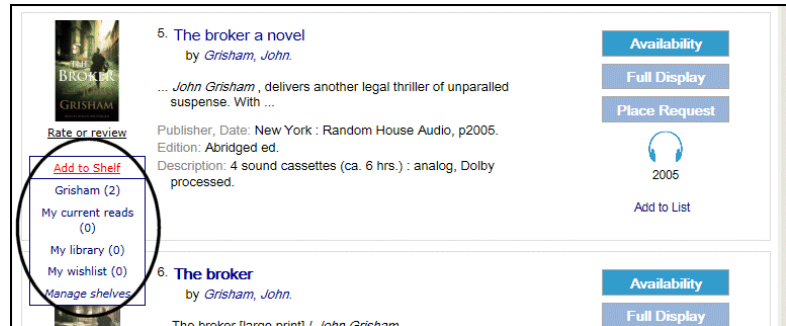 5. The broker a novel
by Grisham, John.
... John Grisham , delivers another legal thriller of unparalled
suspense. With ...
Publisher, Date: New York : Random House Audio, p2005.
Edition: Abridged ed.
Description: 4 sound cassettes (ca. 6 hrs.) : analog, Dolby
processed.
THE
BROKER
GRISHAM
Rate or review
Add to Shelf
Grisham (2)
My current reads
(0)
My library (0)
My wishlist (0)
Manage shelves
Availability
Full Display
Place Request
2005
Add to List
6. The broker
by Grisham, John.
The broker [large print] / John Grisham
Availability
Full Display